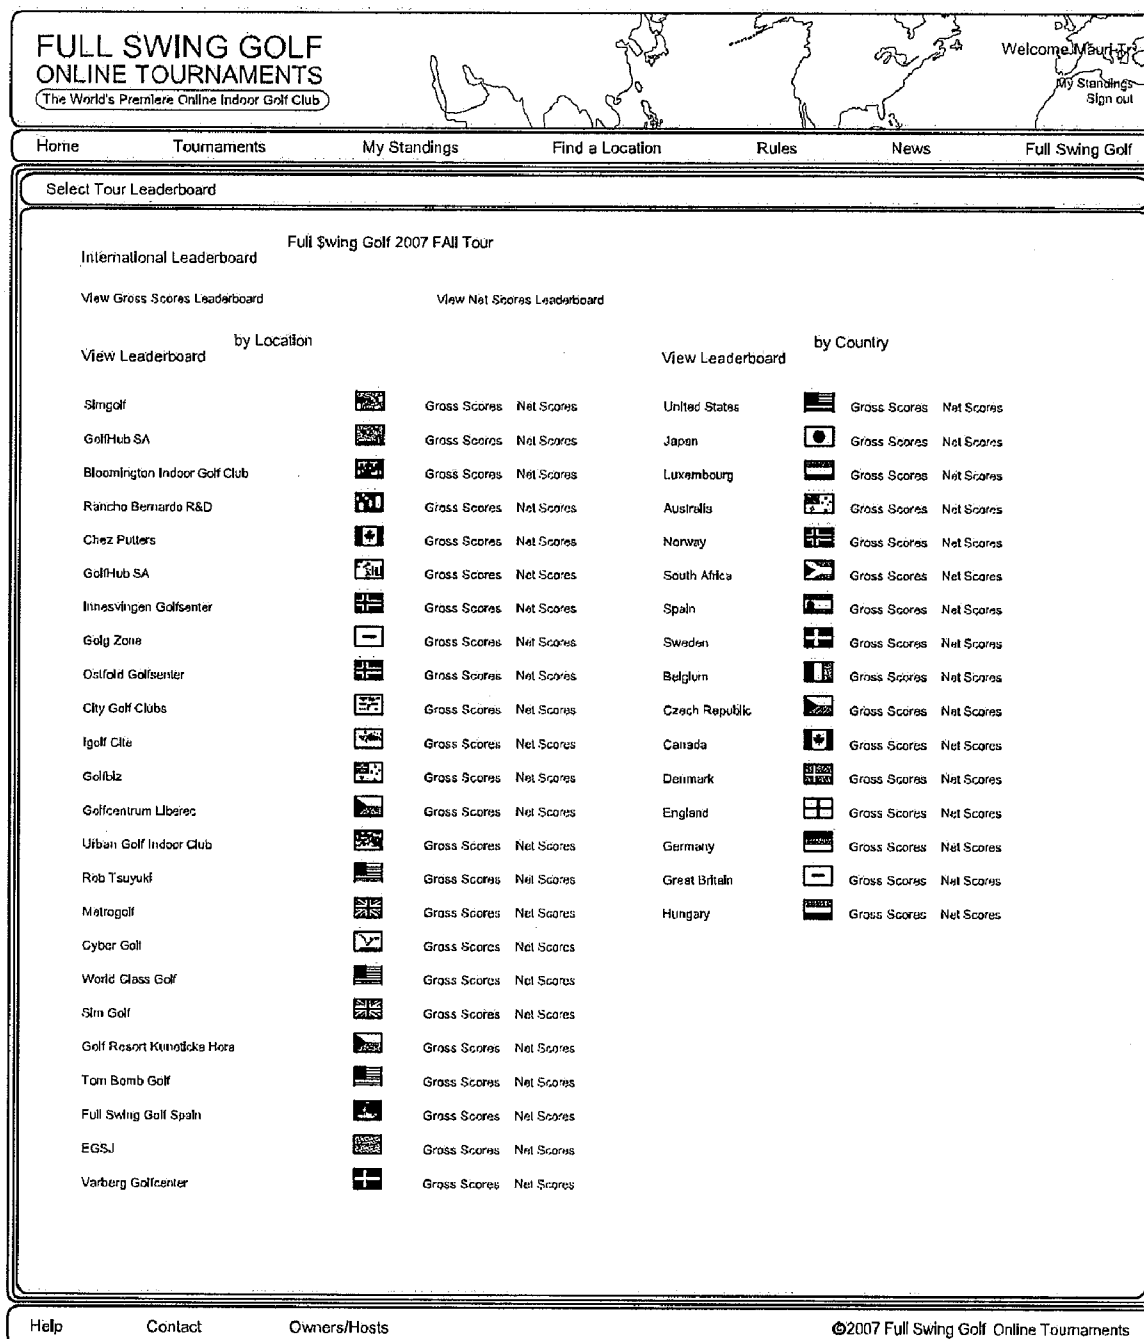 FULL SWING GOLF
ONLINE TOURNAMENTS
The World's Premiere Online Indoor Golf Club
Welcome
My Standings
Sign out
Home Tournaments My Standings Find a Location Rules News Full Swing Golf
Select Tour Leaderboard
Full $wing Golf 2007 FAll Tour
International Leaderboard
View Gross Scores Leaderboard View Net Scores Leaderboard
by Location
View Leaderboard
Simgolf Gross Scores Net Scores
GolfHub SA Gross Scores Net Scores
Bloomington Indoor Golf Club Gross Scores Net Scores
Rancho Bernardo R&D Gross Scores Net Scores
Chez Putters Gross Scores Net Scores
GolfHub SA Gross Scores Net Scores
Innesvingen Golfsenter Gross Scores Net Scores
Golg Zone Gross Scores Net Scores
Ostfold Golfsenter Gross Scores Net Scores
City Golf Clubs Gross Scores Net Scores
Igolf Cite Gross Scores Net Scores
Golfbiz Gross Scores Net Scores
Golfcentrum Liberec Gross Scores Net Scores
Urban Golf Indoor Club Gross Scores Net Scores
Rob Tsuyuki Gross Scores Net Scores
Metrogolf Gross Scores Net Scores
Cyber Golf Gross Scores Net Scores
World Class Golf Gross Scores Net Scores
Sim Golf Gross Scores Net Scores
Golf Resort Kunoticka Hora Gross Scores Net Scores
Tom Bomb Golf Gross Scores Net Scores
Full Swing Golf Spain Gross Scores Net Scores
EGSJ Gross Scores Net Scores
Varberg Golfcenter Gross Scores Net Scores
by Country
View Leaderboard
United States Gross Scores Net Scores
Japan Gross Scores Net Scores
Luxembourg Gross Scores Net Scores
Australia Gross Scores Net Scores
Norway Gross Scores Net Scores
South Africa Gross Scores Net Scores
Spain Gross Scores Net Scores
Sweden Gross Scores Net Scores
Belgium Gross Scores Net Scores
Czech Republic Gross Scores Net Scores
Canada Gross Scores Net Scores
Denmark Gross Scores Net Scores
England Gross Scores Net Scores
Germany Gross Scores Net Scores
Great Britain Gross Scores Net Scores
Hungary Gross Scores Net Scores
Help Contact Owners/Hosts ©2007 Full Swing Golf Online Tournaments